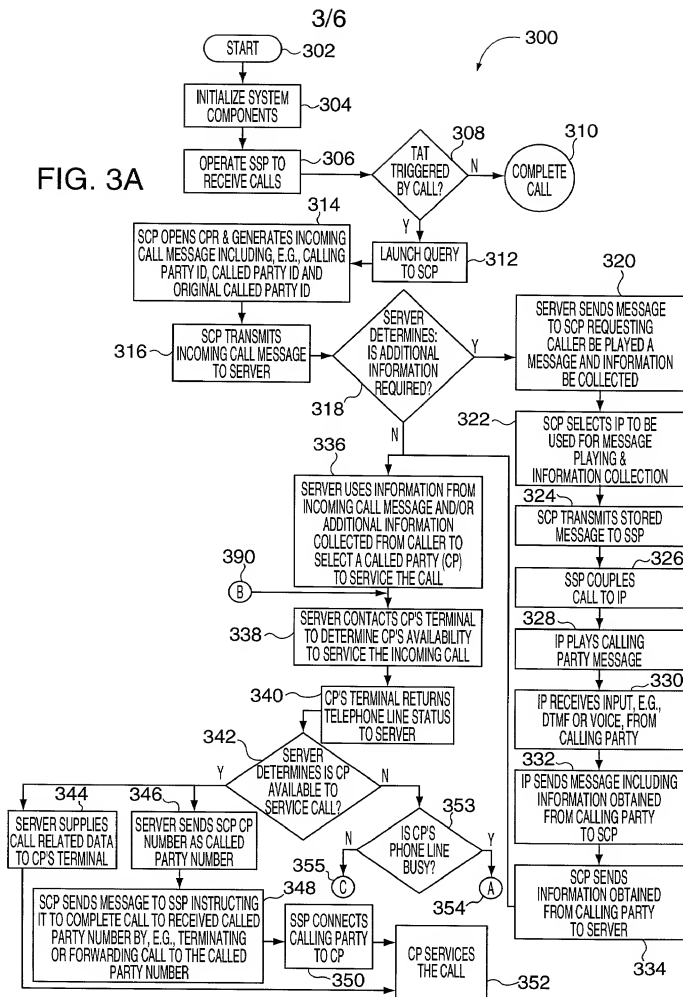 3/6
300
START
302
INITIALIZE SYSTEM
COMPONENTS
304
OPERATE SSP TO
RECEIVE CALLS
306
FIG. 3A
308
TAT
TRIGGERED
BY CALL?
N
Y
310
COMPLETE
CALL
LAUNCH QUERY
TO SCP
312
314
SCP OPENS CPR & GENERATES INCOMING
CALL MESSAGE INCLUDING, E.G., CALLING
PARTY ID, CALLED PARTY ID AND
ORIGINAL CALLED PARTY ID
316
SCP TRANSMITS
INCOMING CALL MESSAGE
TO SERVER
SERVER
DETERMINES:
IS ADDITIONAL
INFORMATION
REQUIRED?
318
Y
N
320
SERVER SENDS MESSAGE
TO SCP REQUESTING
CALLER BE PLAYED A
MESSAGE AND INFORMATION
BE COLLECTED
322
SCP SELECTS IP TO BE
USED FOR MESSAGE
PLAYING &
INFORMATION COLLECTION
324
SCP TRANSMITS STORED
MESSAGE TO SSP
326
SSP COUPLES
CALL TO IP
328
IP PLAYS CALLING
PARTY MESSAGE
330
IP RECEIVES INPUT, E.G.,
DTMF OR VOICE, FROM
CALLING PARTY
332
IP SENDS MESSAGE INCLUDING
INFORMATION OBTAINED
FROM CALLING PARTY
TO SCP
SCP SENDS
INFORMATION OBTAINED
FROM CALLING PARTY
TO SERVER
334
336
SERVER USES INFORMATION FROM
INCOMING CALL MESSAGE AND/OR
ADDITIONAL INFORMATION
COLLECTED FROM CALLER TO
SELECT A CALLED PARTY (CP)
TO SERVICE THE CALL
390
B
338
SERVER CONTACTS CP'S TERMINAL
TO DETERMINE CP'S AVAILABILITY
TO SERVICE THE INCOMING CALL
340
CP'S TERMINAL RETURNS
TELEPHONE LINE STATUS
TO SERVER
342
SERVER
DETERMINES IS CP
AVAILABLE TO
SERVICE CALL?
Y
N
344
SERVER SUPPLIES
CALL RELATED DATA
TO CP'S TERMINAL
346
SERVER SENDS SCP CP
NUMBER AS CALLED
PARTY NUMBER
353
IS CP'S
PHONE LINE
BUSY?
N
Y
355
C
A
354
SCP SENDS MESSAGE TO SSP INSTRUCTING
IT TO COMPLETE CALL TO RECEIVED CALLED
PARTY NUMBER BY, E.G., TERMINATING
OR FORWARDING CALL TO THE CALLED
PARTY NUMBER
348
SSP CONNECTS
CALLING PARTY
TO CP
350
CP SERVICES
THE CALL
352